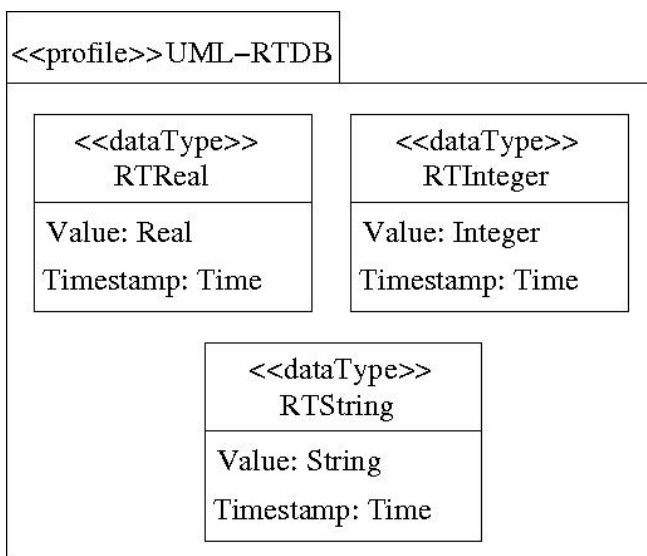 <<profile>>UML–RTDB
<<dataType>>
RTReal
Value: Real
Timestamp: Time
<<dataType>>
RTInteger
Value: Integer
Timestamp: Time
<<dataType>>
RTString
Value: String
Timestamp: Time